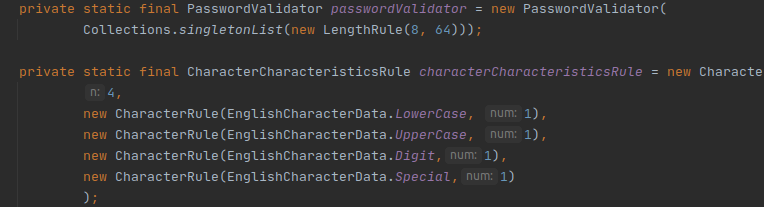 private static final PasswordValidator passwordValidator = new PasswordValidator(
Collections.singletonList(new LengthRule(8, 64)));
private static final CharacterCharacteristicsRule characterCharacteristicsRule = new Characte
n: 4,
new CharacterRule(EnglishCharacterData.LowerCase, num: 1),
new CharacterRule(EnglishCharacterData.UpperCase, num: 1),
new CharacterRule(EnglishCharacterData.Digit, num: 1),
new CharacterRule(EnglishCharacterData.Special, num: 1)
);